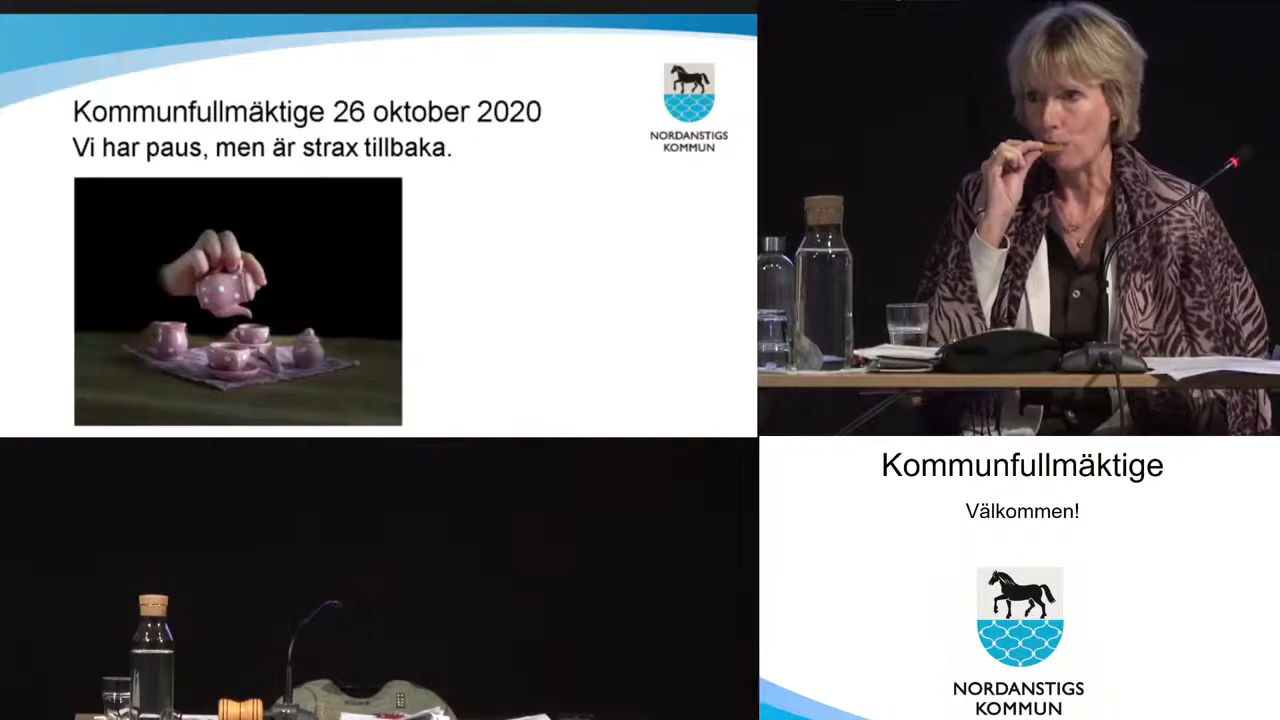 Kommunfullmäktige 26 oktober 2020
Vi har paus, men är strax tillbaka.
NORDANSTIGS
KOMMUN
Kommunfullmäktige
Välkommen!
NORDANSTIGS
KOMMUN